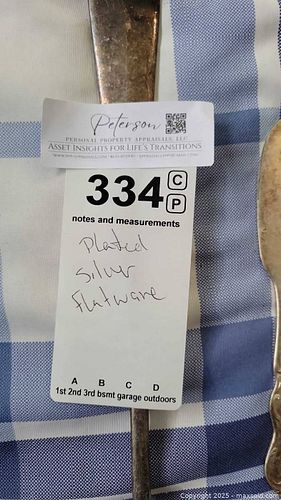 Peterson
PERSONAL PROPERTY APPRAISALS, LLC
ASSET INSIGHTS FOR LIFE'S TRANSITIONS
334 C
P
notes and measurements
Plated
Silver
Flatware
A B C D
1st 2nd 3rd bsmt garage outdoors
Copyright © 2025 - maxsold.com